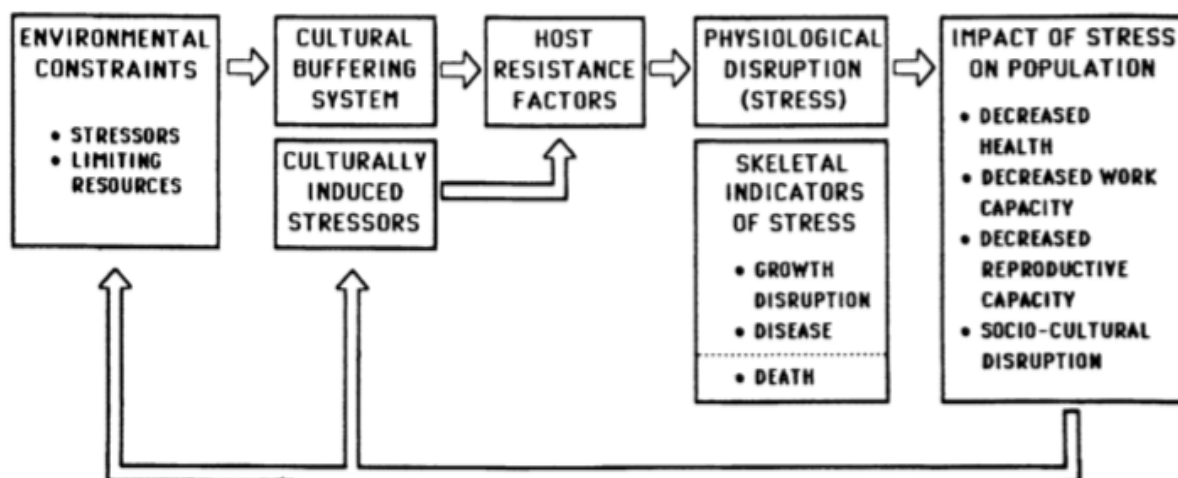 ENVIRONMENTAL
CONSTRAINTS
• STRESSORS
• LIMITING
RESOURCES
CULTURAL
BUFFERING
SYSTEM
CULTURALLY
INDUCED
STRESSORS
HOST
RESISTANCE
FACTORS
PHYSIOLOGICAL
DISRUPTION
(STRESS)
SKELETAL
INDICATORS
OF STRESS
• GROWTH
DISRUPTION
• DISEASE
• DEATH
IMPACT OF STRESS
ON POPULATION
• DECREASED
HEALTH
• DECREASED WORK
CAPACITY
• DECREASED
REPRODUCTIVE
CAPACITY
• SOCIO-CULTURAL
DISRUPTION